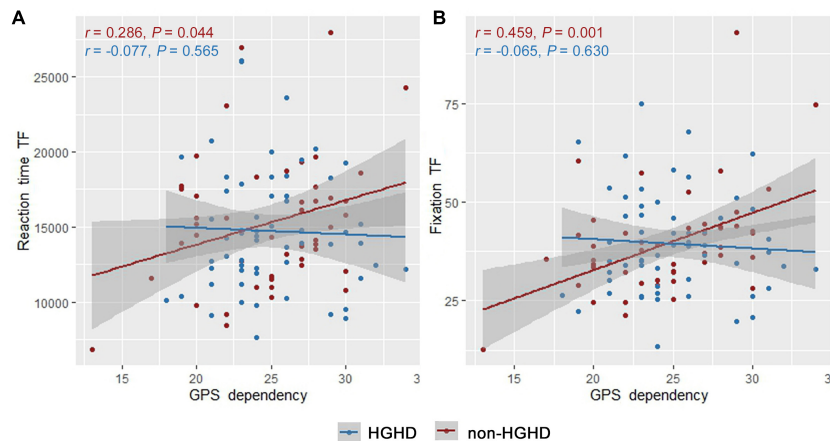 A
r = 0.286, P = 0.044
r = -0.077, P = 0.565
Reaction time TF
25000
20000
15000
10000
15 20 25 30 3
GPS dependency
B
r = 0.459, P = 0.001
r = -0.065, P = 0.630
Fixation TF
75
50
25
15 20 25 30 3
GPS dependency
HGHD non-HGHD